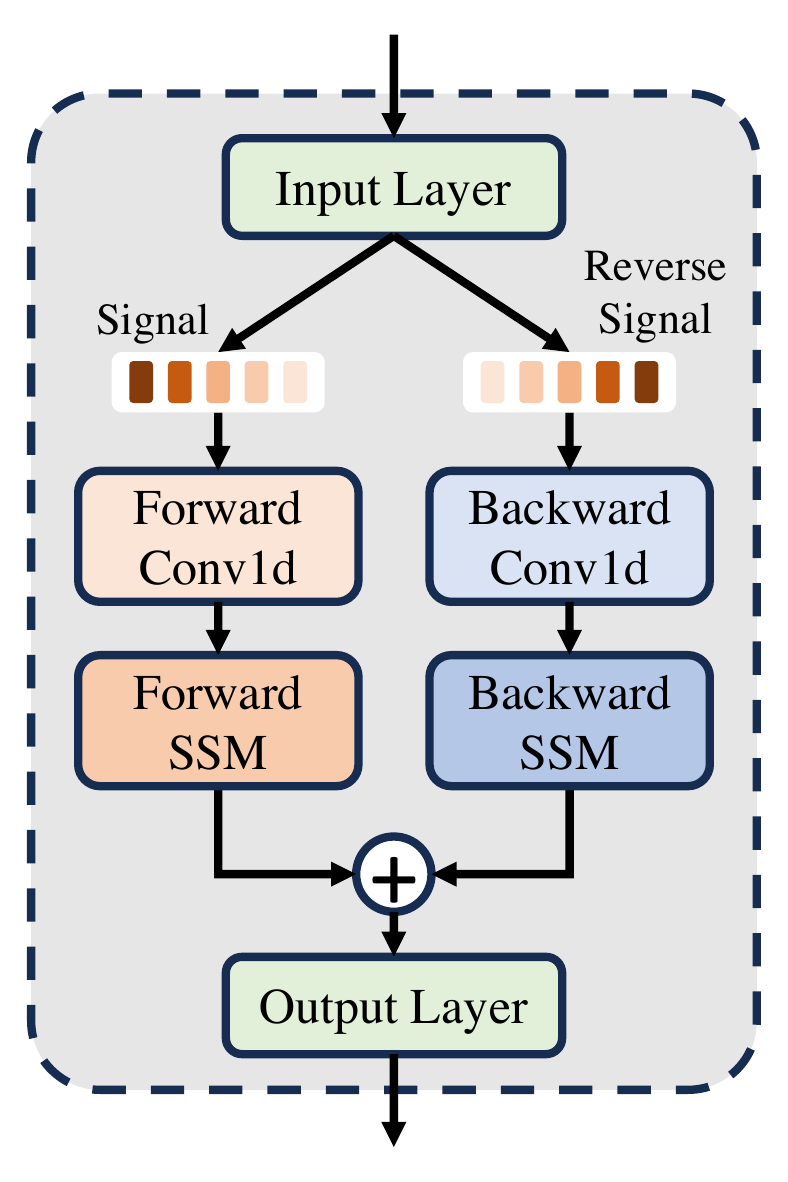 Input Layer
Signal
Reverse
Signal
Forward
Conv1d
Backward
Conv1d
Forward
SSM
Backward
SSM
+
Output Layer